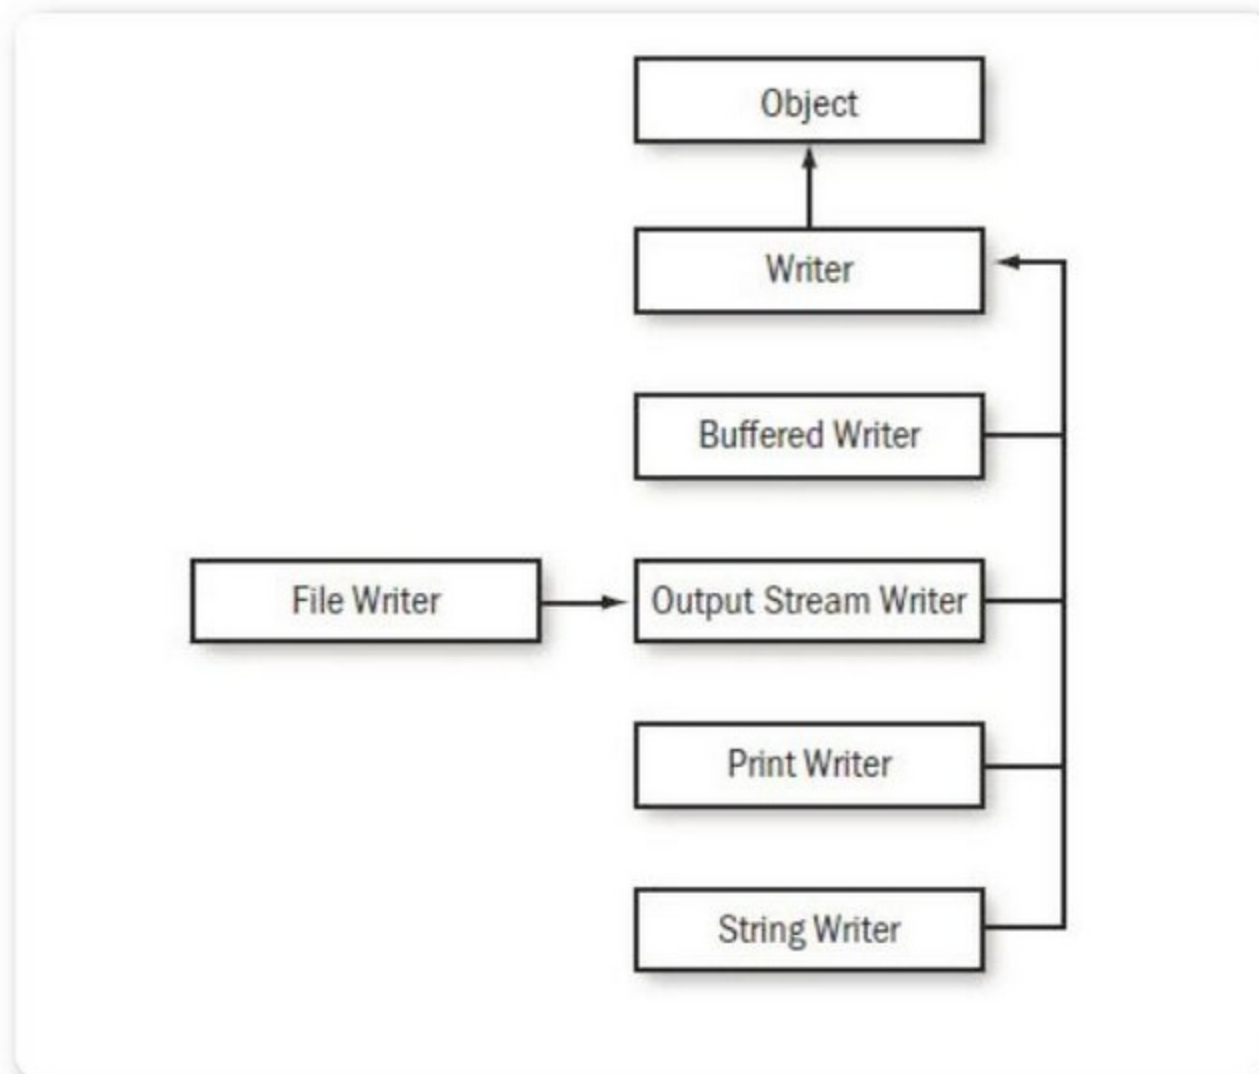 Object
Writer
Buffered Writer
File Writer
Output Stream Writer
Print Writer
String Writer